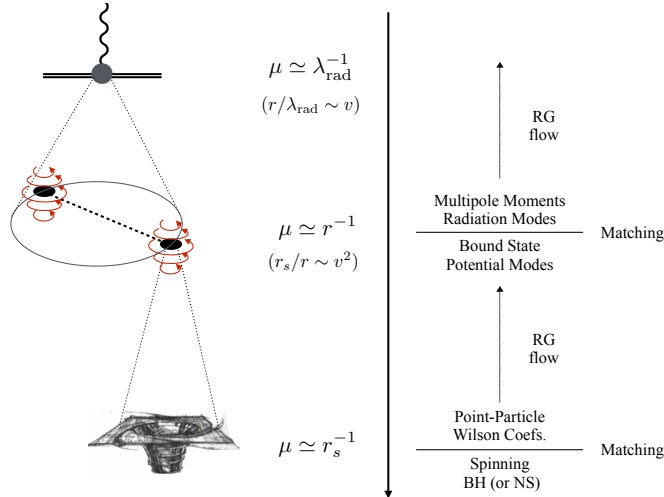 μ ≃ λ_rad^{-1}
(r/λ_rad ∼ v)
RG
flow
Multipole Moments
Radiation Modes
μ ≃ r^{-1}
Matching
(r_s/r ∼ v^2)
Bound State
Potential Modes
RG
flow
Point-Particle
Wilson Coefs.
μ ≃ r_s^{-1}
Matching
Spinning
BH (or NS)